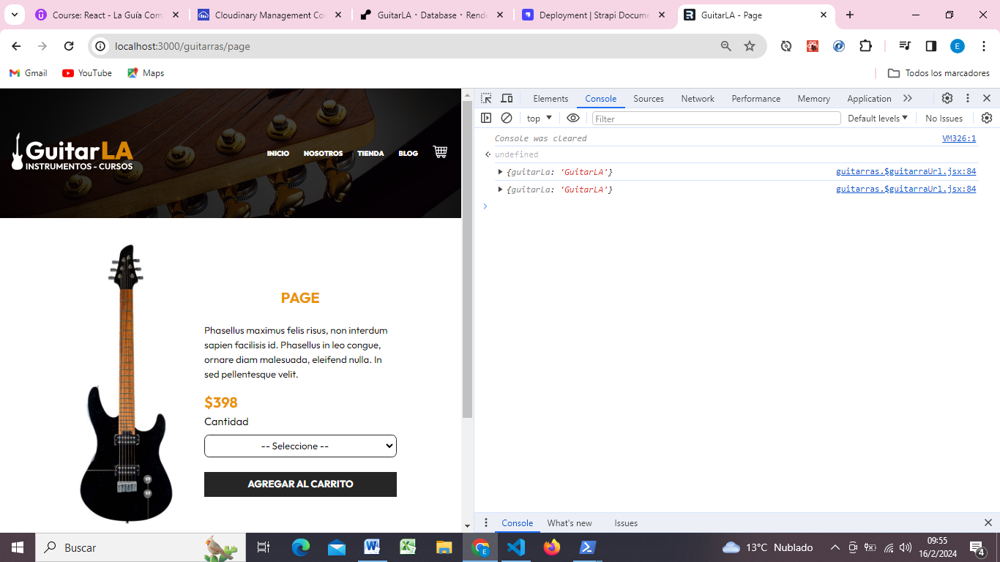 Course: React - La Guía Com
Cloudinary Management Co
GuitarLA · Database · Rende
Deployment | Strapi Docume
GuitarLA - Page
localhost:3000/guitarras/page
E
Gmail
YouTube
Maps
Todos los marcadores
GuitarLA
INSTRUMENTOS - CURSOS
INICIO
NOSOTROS
TIENDA
BLOG
PAGE
Phasellus maximus felis risus, non interdum
sapien facilisis id. Phasellus in leo congue,
ornare diam malesuada, eleifend nulla. In
sed pellentesque velit.
$398
Cantidad
-- Seleccione --
AGREGAR AL CARRITO
Elements
Console
Sources
Network
Performance
Memory
Application
top
Filter
Default levels
No Issues
Console was cleared
VM326:1
undefined
{guitarLa: 'GuitarLA'}
guitarras.$guitarraUrl.jsx:84
{guitarLa: 'GuitarLA'}
guitarras.$guitarraUrl.jsx:84
Console
What's new
Issues
Buscar
13°C Nublado
09:55
16/2/2024
4